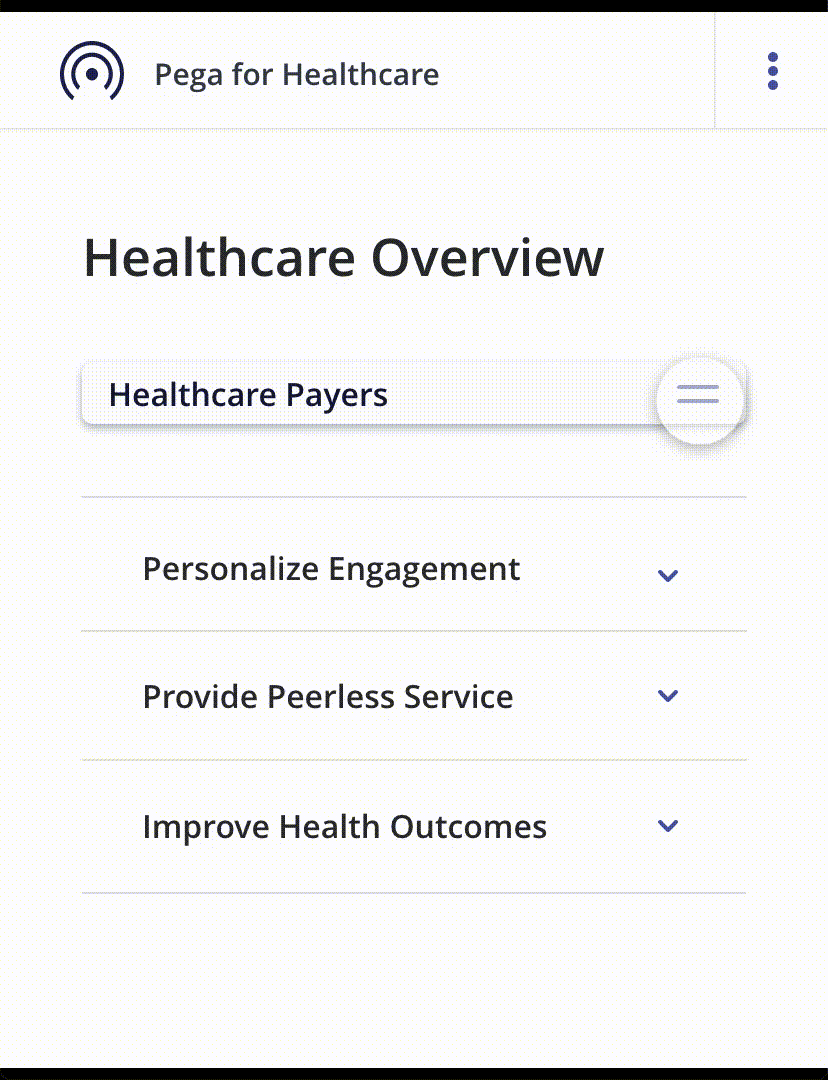 Pega for Healthcare
Healthcare Overview
Healthcare Payers
Personalize Engagement
Provide Peerless Service
Improve Health Outcomes